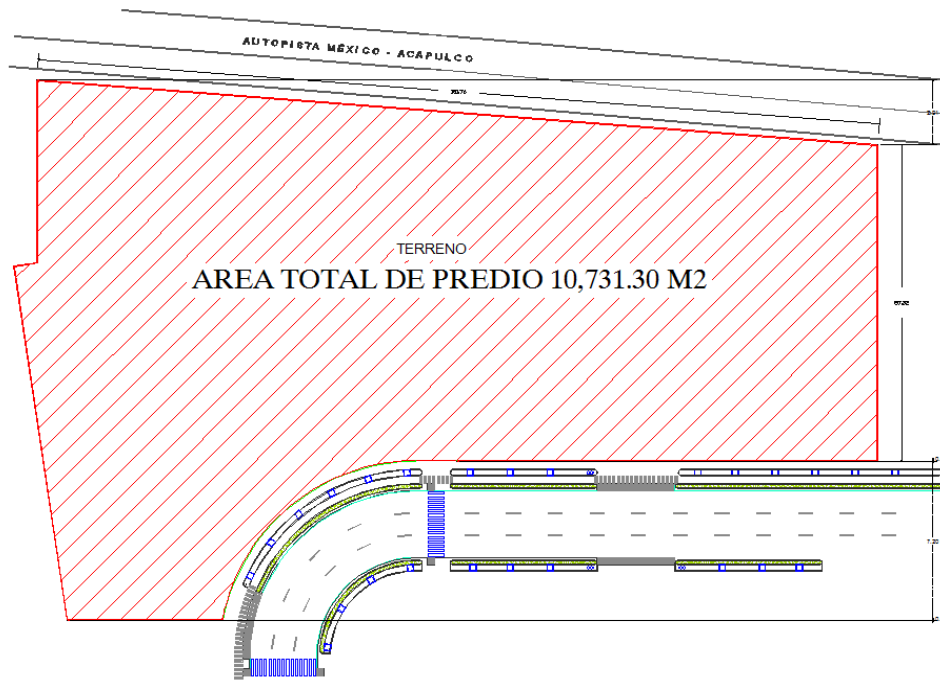 AUTOPISTA MÉXICO - ACAPULCO
TERRENO
AREA TOTAL DE PREDIO 10,731.30 M2